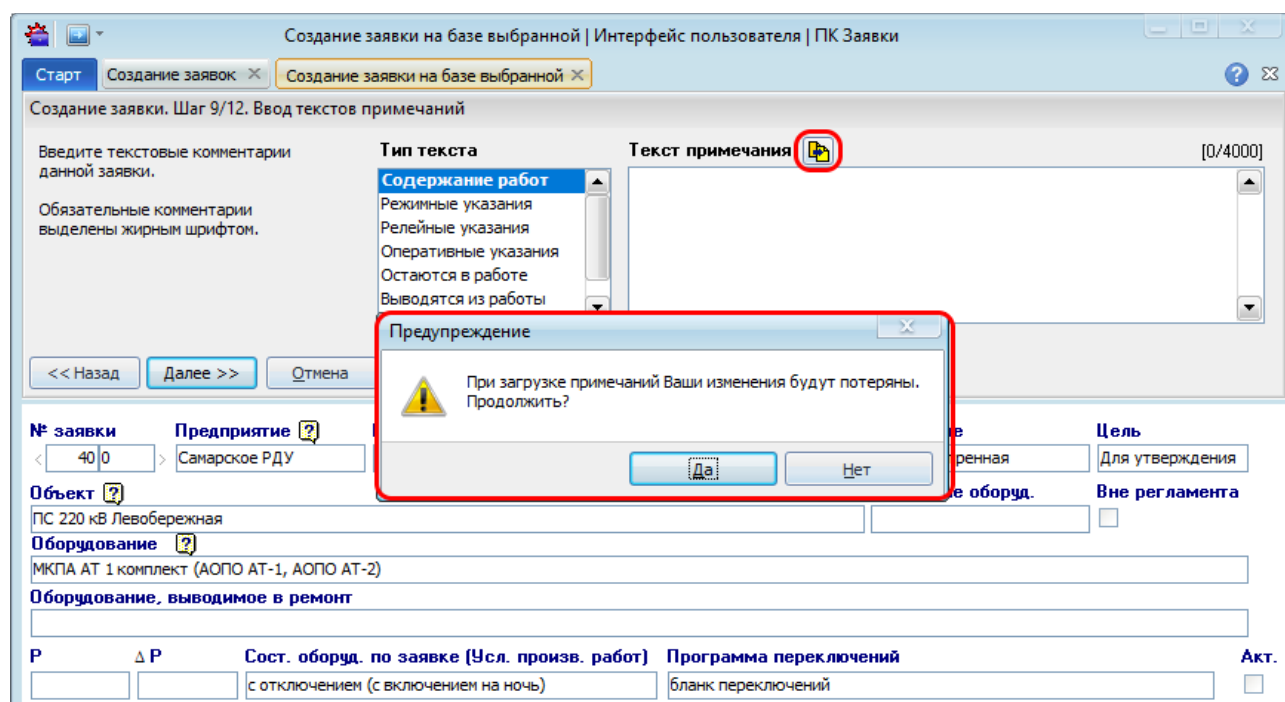 Создание заявки на базе выбранной | Интерфейс пользователя | ПК Заявки
Старт Создание заявок Создание заявки на базе выбранной
Создание заявки. Шаг 9/12. Ввод текстов примечаний
Введите текстовые комментарии
данной заявки.
Обязательные комментарии
выделены жирным шрифтом.
Тип текста
Содержание работ
Режимные указания
Релейные указания
Оперативные указания
Остаются в работе
Выводятся из работы
Текст примечания [0/4000]
<< Назад Далее >> Отмена
Предупреждение
При загрузке примечаний Ваши изменения будут потеряны.
Продолжить?
Да Нет
№ заявки Предприятие ? Цель
< 40 0 > Самарское РДУ Для утверждения
Объект ? оборуд. Вне регламента
ПС 220 кВ Левобережная
Оборудование ?
МКПА АТ 1 комплект (АОПО АТ-1, АОПО АТ-2)
Оборудование, выводимое в ремонт
P Δ P Сост. оборуд. по заявке (Усл. произв. работ) Программа переключений Акт.
с отключением (с включением на ночь) бланк переключений